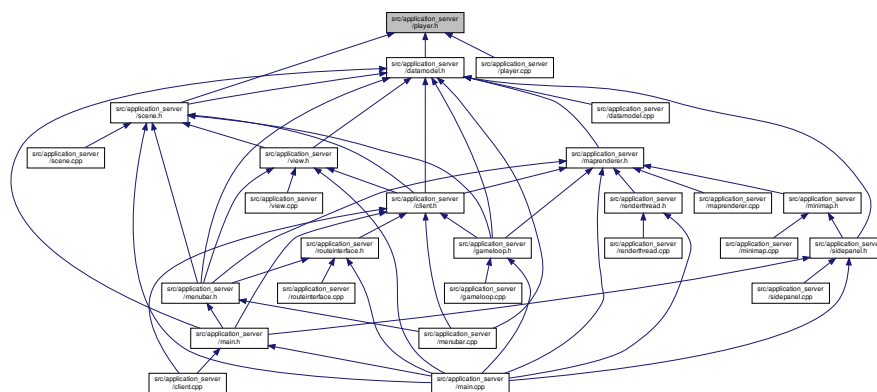 src/application_server
/player.h
src/application_server
/datamodel.h
src/application_server
/player.cpp
src/application_server
/scene.h
src/application_server
/datamodel.cpp
src/application_server
/scene.cpp
src/application_server
/view.h
src/application_server
/maprenderer.h
src/application_server
/view.cpp
src/application_server
/client.h
src/application_server
/renderthread.h
src/application_server
/maprenderer.cpp
src/application_server
/minimap.h
src/application_server
/routeinterface.h
src/application_server
/gameloop.h
src/application_server
/renderthread.cpp
src/application_server
/minimap.cpp
src/application_server
/sidepanel.h
src/application_server
/menubar.h
src/application_server
/routeinterface.cpp
src/application_server
/gameloop.cpp
src/application_server
/sidepanel.cpp
src/application_server
/main.h
src/application_server
/menubar.cpp
src/application_server
/client.cpp
src/application_server
/main.cpp